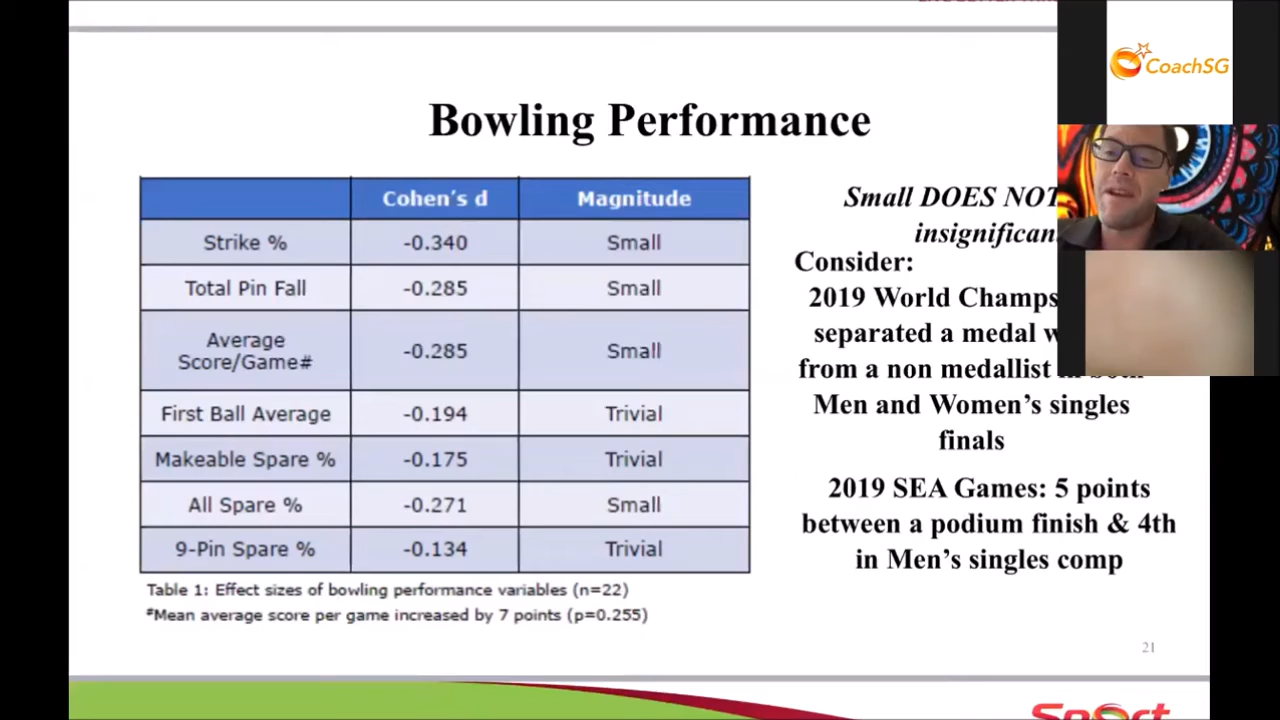 CoachSG
Bowling Performance
Cohen's d Magnitude
Strike % -0.340 Small
Total Pin Fall -0.285 Small
Average
Score/Game# -0.285 Small
First Ball Average -0.194 Trivial
Makeable Spare % -0.175 Trivial
All Spare % -0.271 Small
9-Pin Spare % -0.134 Trivial
Table 1: Effect sizes of bowling performance variables (n=22)
#Mean average score per game increased by 7 points (p=0.255)
Small DOES NOT
Consider:
2019 World Champs
separated a medal
from a non medallist
Men and Women's singles
finals
2019 SEA Games: 5 points
between a podium finish & 4th
in Men's singles comp
21